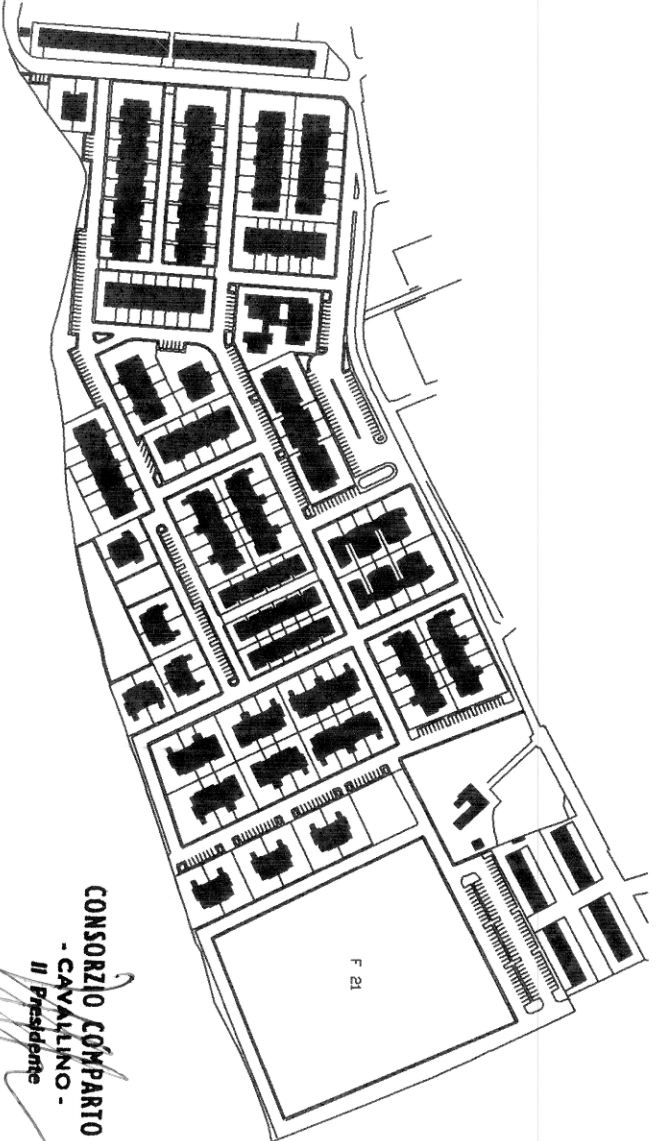 F 21
CONSORZIO COMPARTO
- CAVALLINO -
Il Presidente